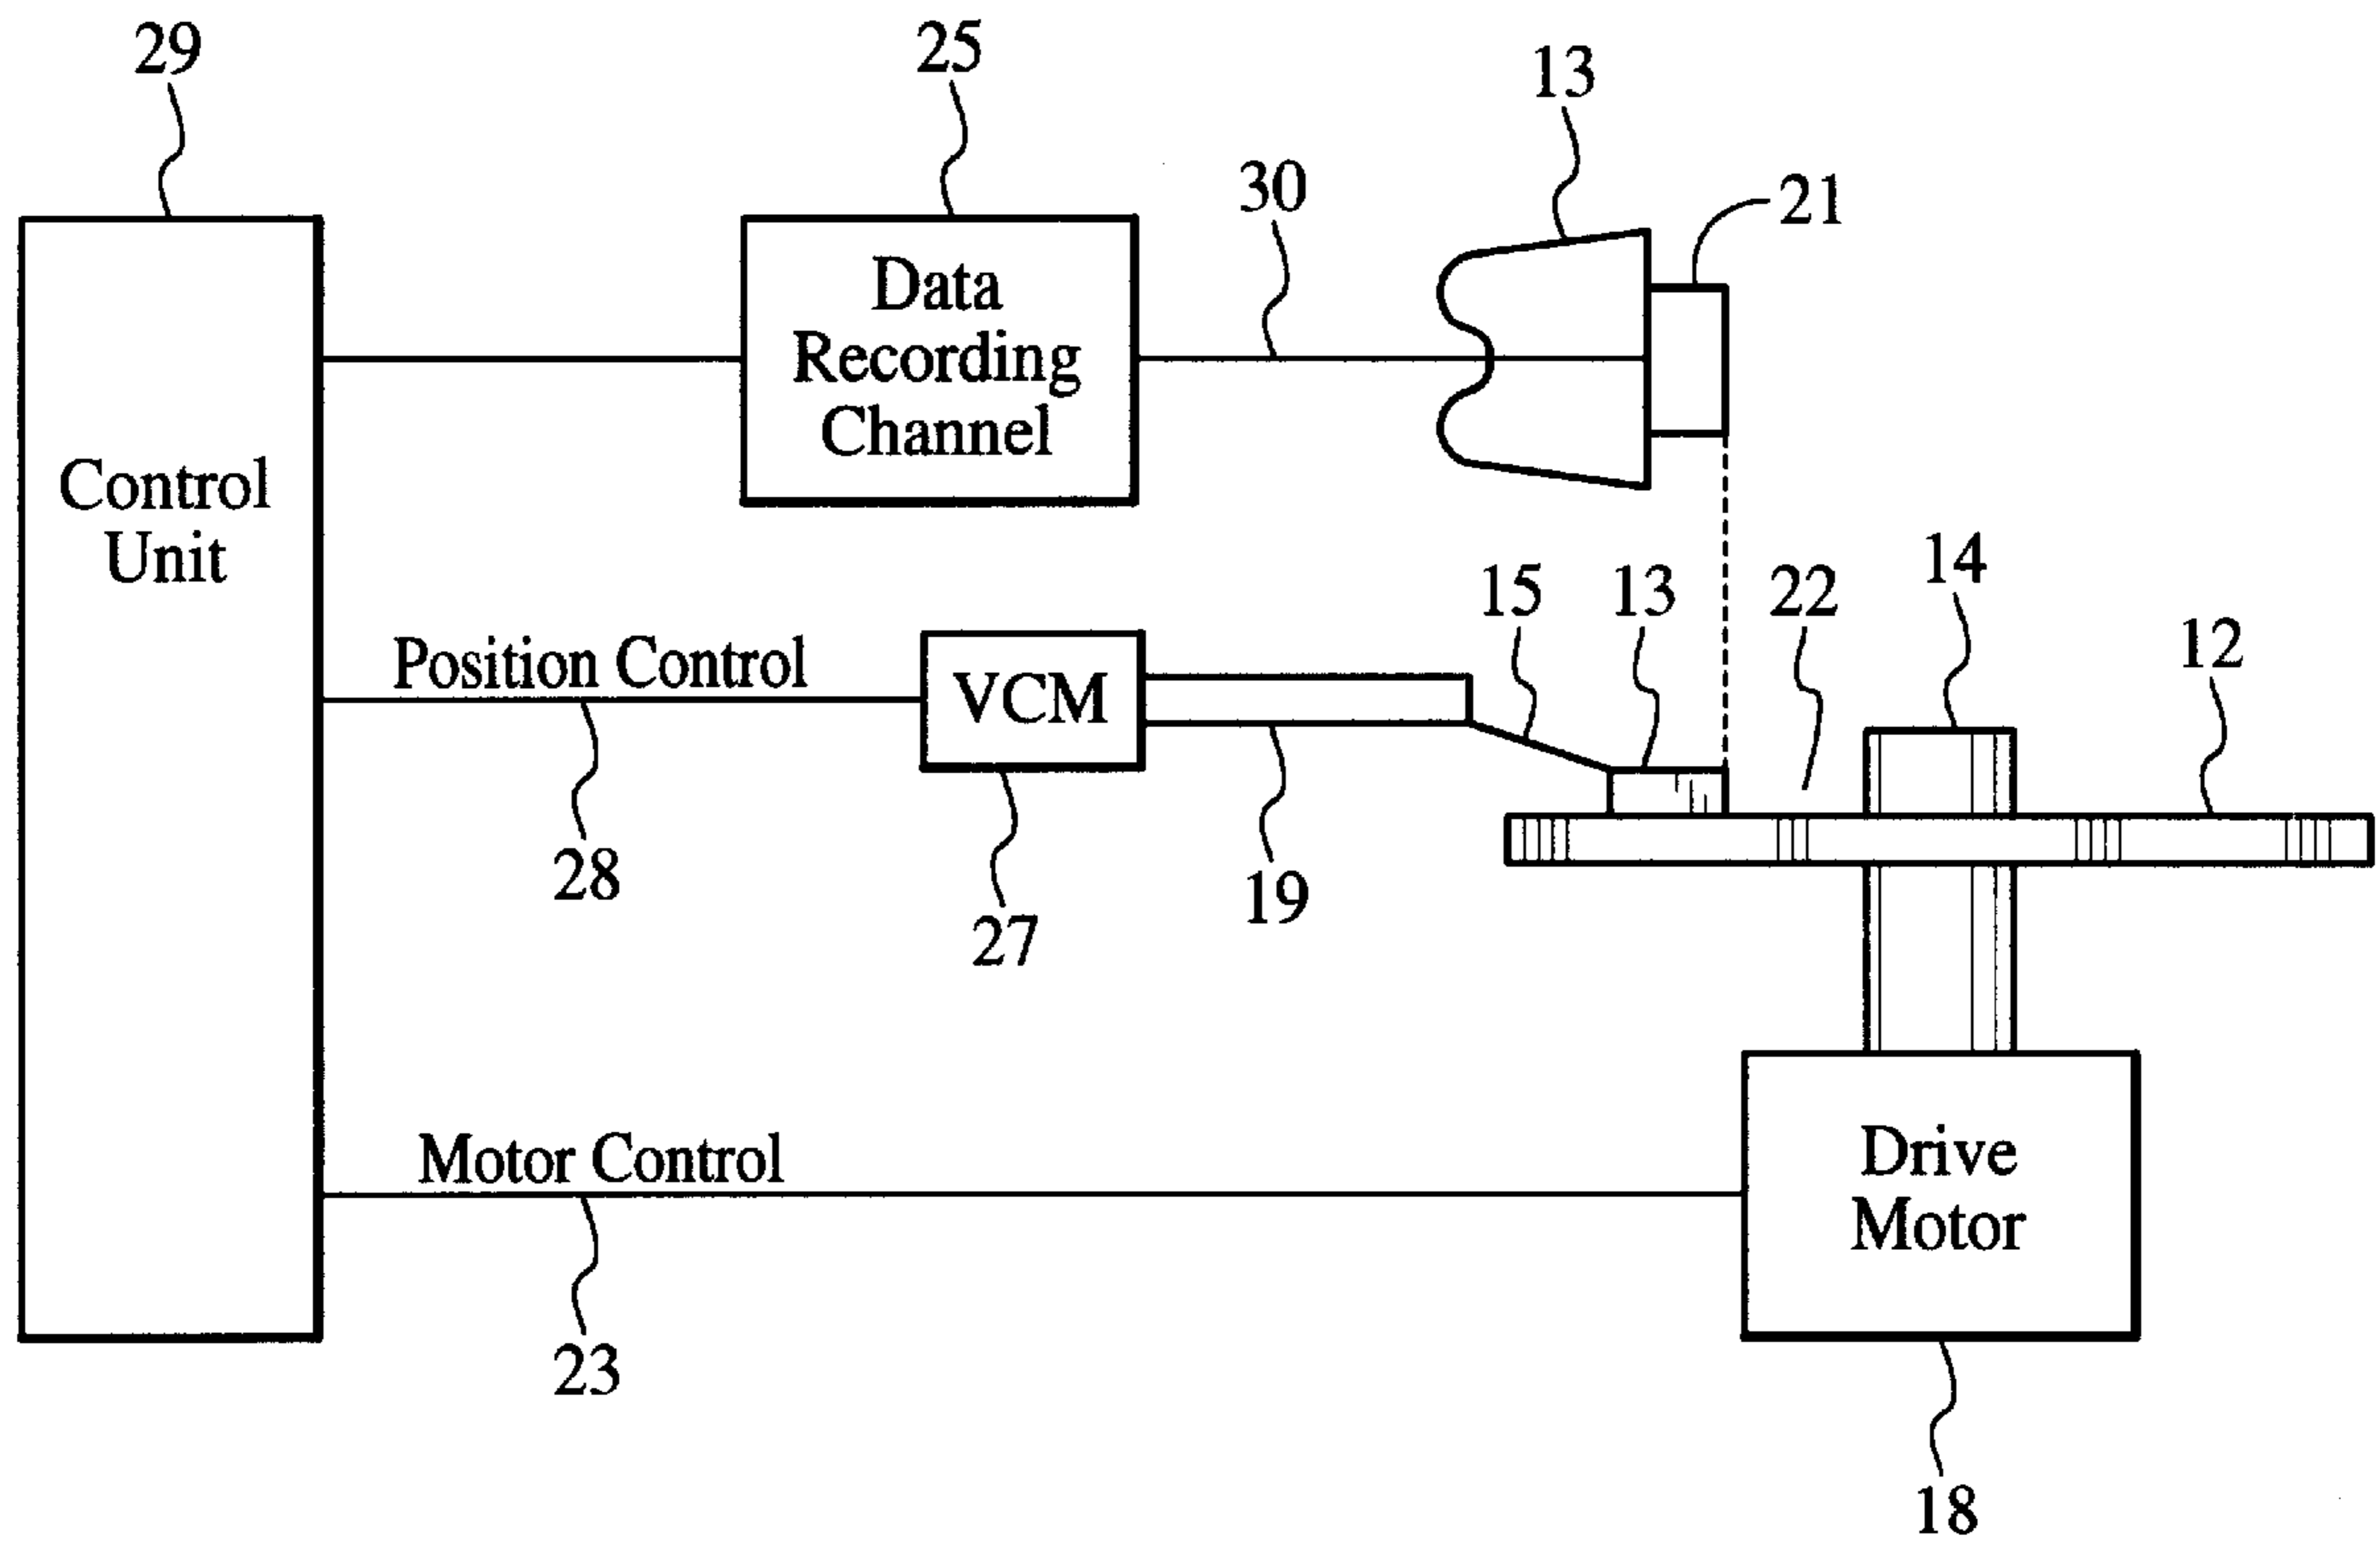 29
25
13
30
21
Data
Recording
Channel
Control
Unit
15
13
22
14
12
Position Control
VCM
28
27
19
Motor Control
Drive
Motor
23
18